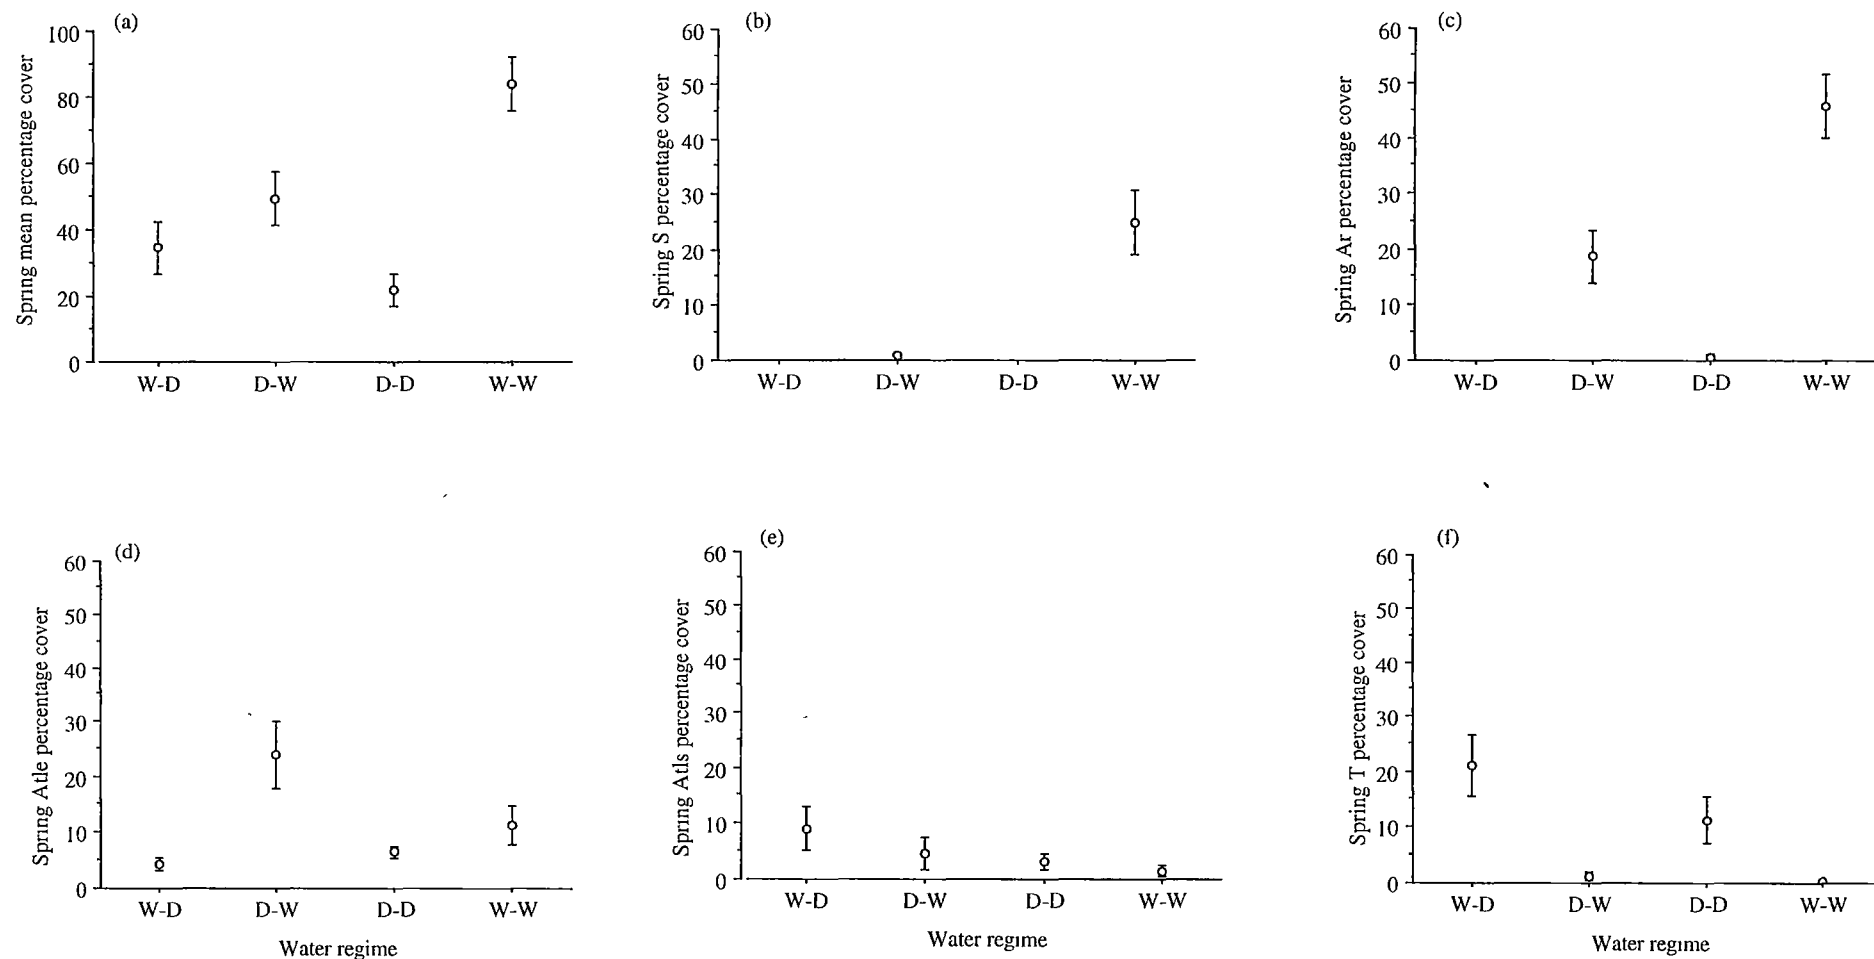 (a)
Spring mean percentage cover
100
80
60
40
20
0
W-D D-W D-D W-W
(b)
Spring S percentage cover
60
50
40
30
20
10
0
W-D D-W D-D W-W
(c)
Spring Ar percentage cover
60
50
40
30
20
10
0
W-D D-W D-D W-W
(d)
Spring Atle percentage cover
60
50
40
30
20
10
0
W-D D-W D-D W-W
Water regime
(e)
Spring Atls percentage cover
60
50
40
30
20
10
0
W-D D-W D-D W-W
Water regime
(f)
Spring T percentage cover
60
50
40
30
20
10
0
W-D D-W D-D W-W
Water regime